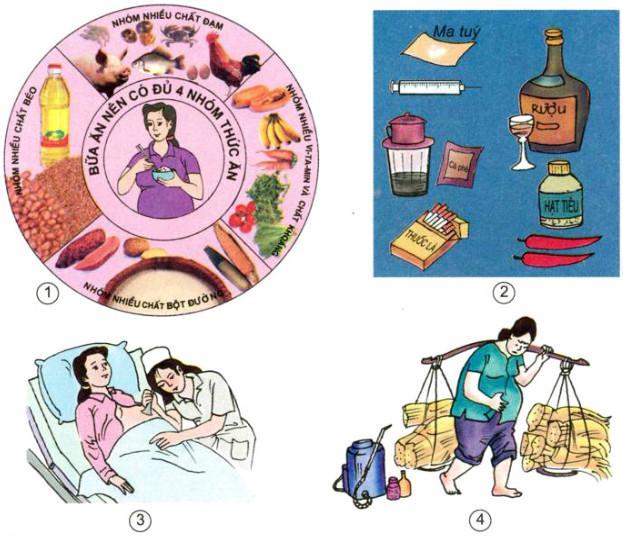 NHÓM NHIỀU CHẤT ĐẠM
NHÓM NHIỀU CHẤT BÉO
BỮA ĂN NÊN CÓ ĐỦ 4 NHÓM THỨC ĂN
NHÓM NHIỀU VI-TA-MIN VÀ CHẤT KHOÁNG
NHÓM NHIỀU CHẤT BỘT ĐƯỜNG
1
Ma tuý
RƯỢU
Cà phê
HẠT TIÊU
THUỐC LÁ
2
3
4